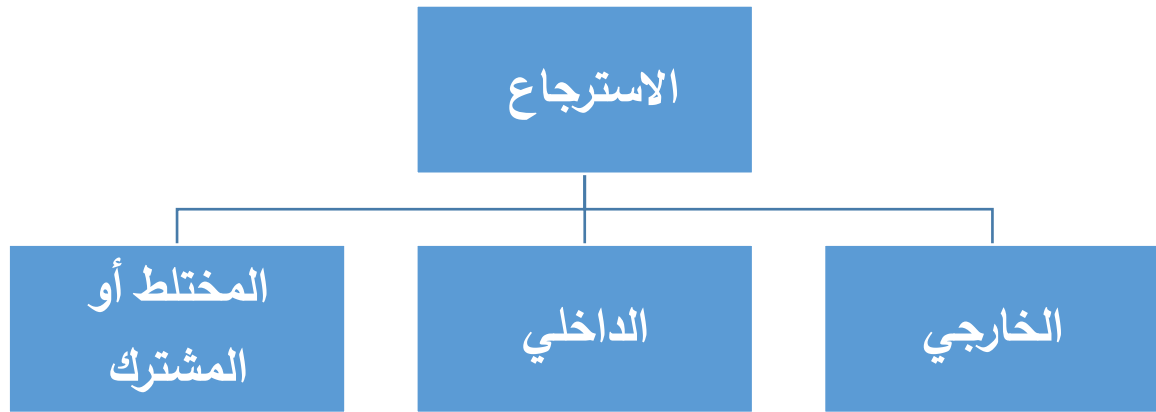 الاسترجاع
الخارجي
الداخلي
المختلط أو
المشترك